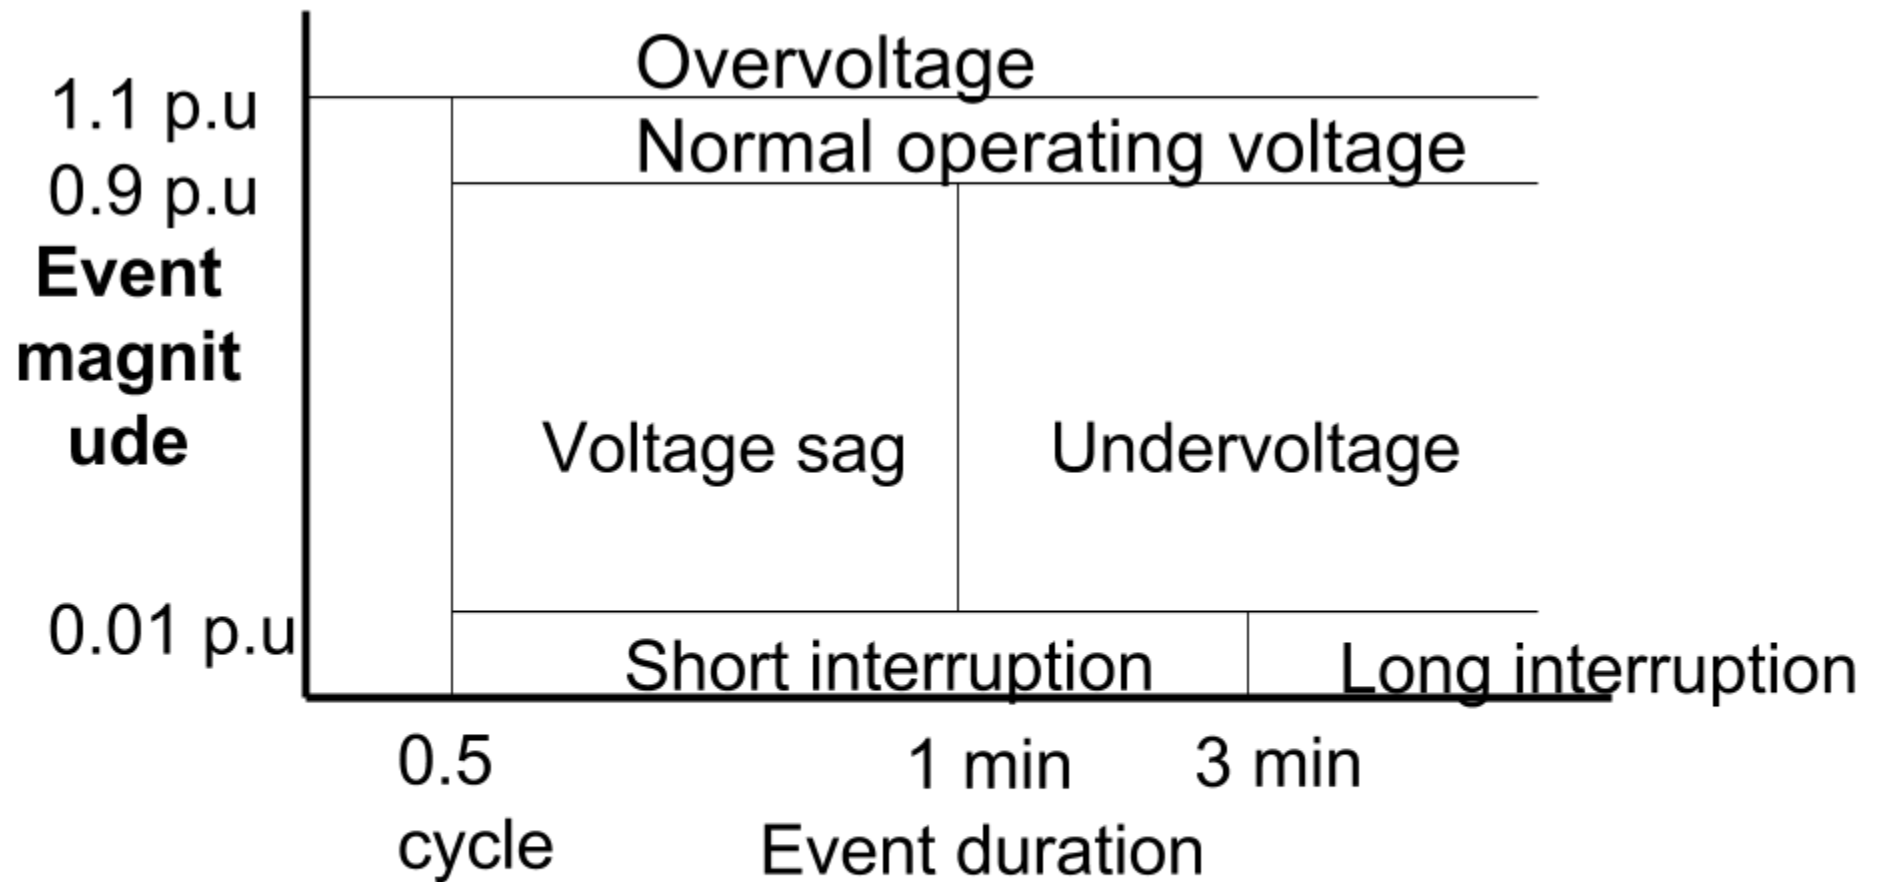 Overvoltage
1.1 p.u
Normal operating voltage
0.9 p.u
Event
magnit
ude
Voltage sag
Undervoltage
0.01 p.u
Short interruption
Long interruption
0.5
cycle
1 min
3 min
Event duration